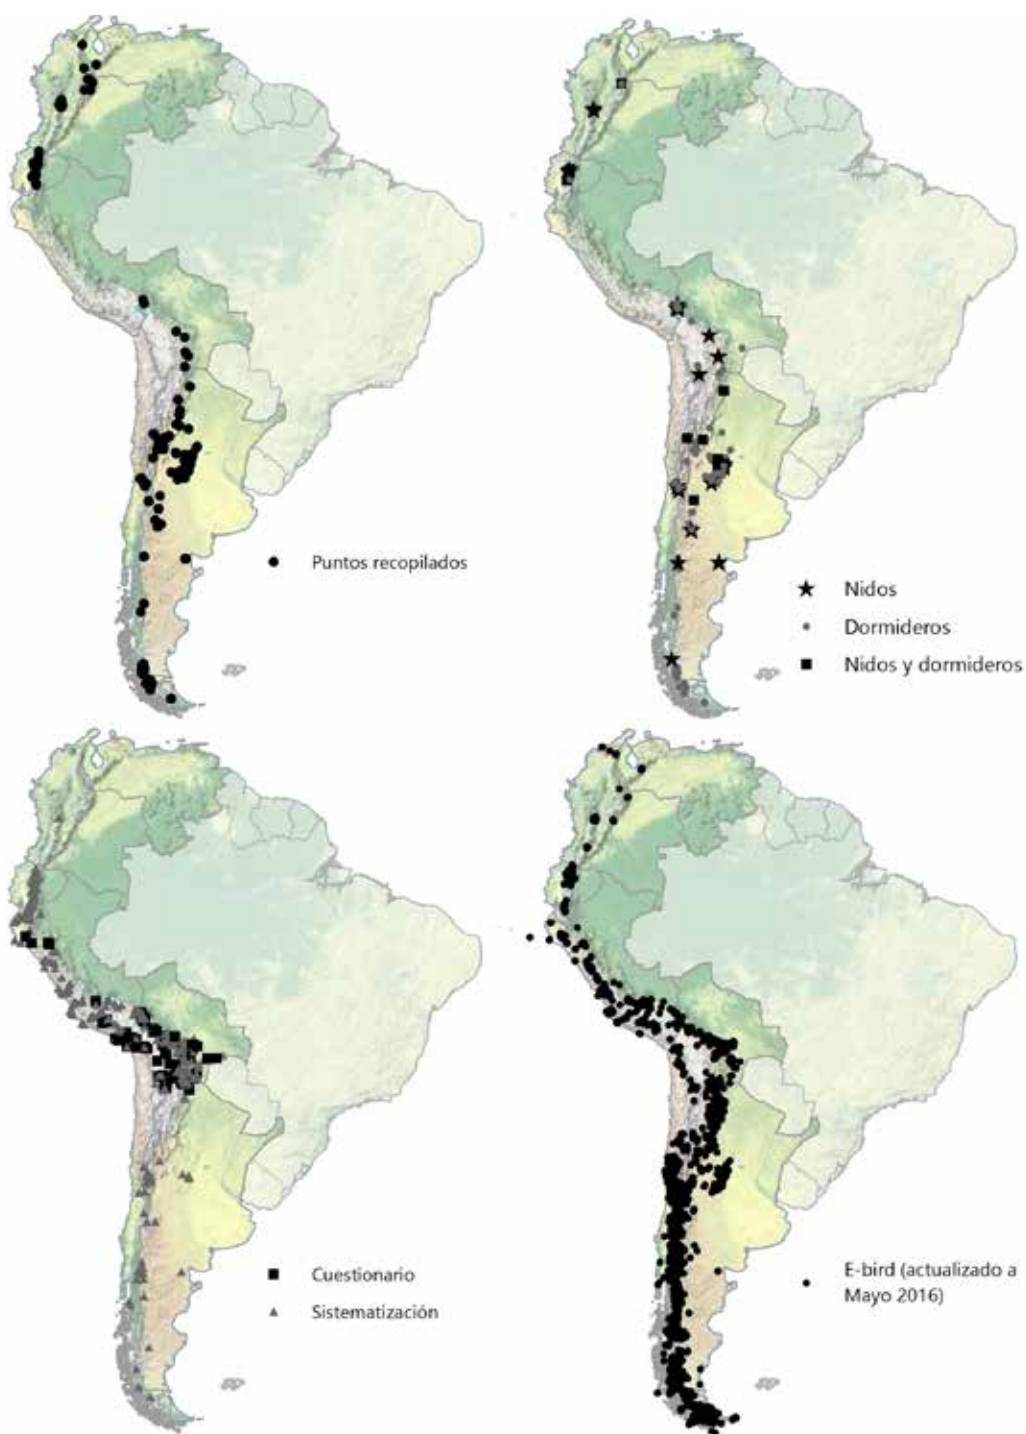 Puntos recopilados
Nidos
Dormideros
Nidos y dormideros
Cuestionario
Sistematización
E-bird (actualizado a
Mayo 2016)